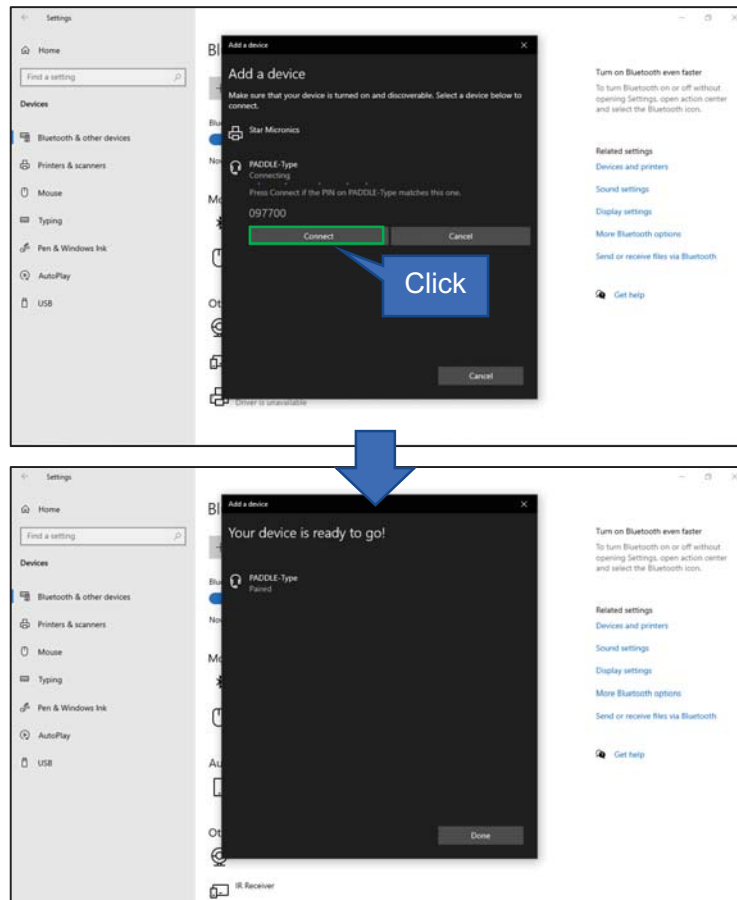 Settings
Home
Find a setting
Devices
Bluetooth & other devices
Printers & scanners
Mouse
Typing
Pen & Windows Ink
AutoPlay
USB
Add a device
Add a device
Make sure that your device is turned on and discoverable. Select a device below to
connect.
Star Micronics
PADDLE-Type
Connecting
Press Connect if the PIN on PADDLE-Type matches this one.
097700
Connect Cancel
Click
Cancel
Driver is unavailable
Turn on Bluetooth even faster
To turn Bluetooth on or off without
opening Settings, open action center
and select the Bluetooth icon.
Related settings
Devices and printers
Sound settings
Display settings
More Bluetooth options
Send or receive files via Bluetooth
Get help
Settings
Home
Find a setting
Devices
Bluetooth & other devices
Printers & scanners
Mouse
Typing
Pen & Windows Ink
AutoPlay
USB
Add a device
Your device is ready to go!
PADDLE-Type
Paired
Done
IR Receiver
Turn on Bluetooth even faster
To turn Bluetooth on or off without
opening Settings, open action center
and select the Bluetooth icon.
Related settings
Devices and printers
Sound settings
Display settings
More Bluetooth options
Send or receive files via Bluetooth
Get help